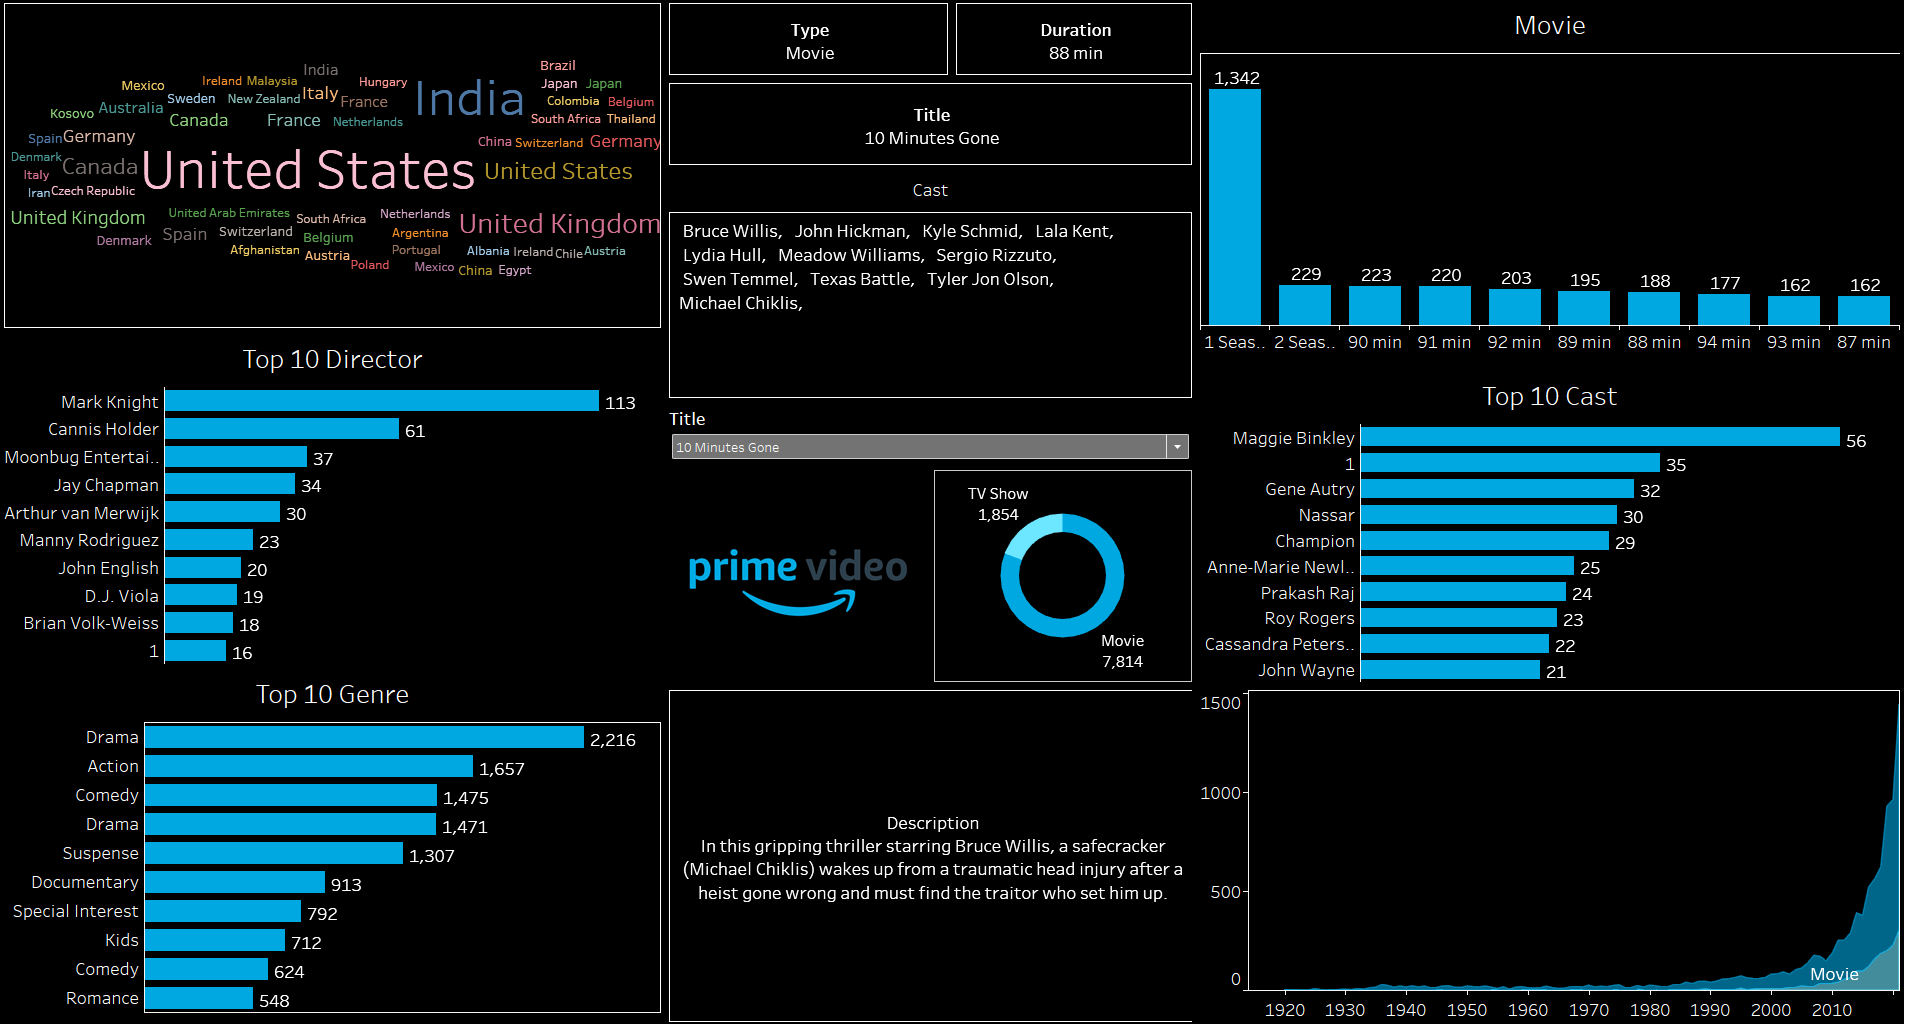 India
Brazil
Mexico
Ireland
Malaysia
Hungary
Japan
Japan
Sweden
New Zealand
Italy
France
India
Colombia
Belgium
Kosovo
Australia
Canada
France
Netherlands
South Africa
Thailand
Spain
Germany
China
Switzerland
Germany
Denmark
Canada
United States
United States
Italy
Iran
Czech Republic
United Kingdom
United Arab Emirates
South Africa
Netherlands
United Kingdom
Denmark
Spain
Switzerland
Belgium
Argentina
Afghanistan
Austria
Portugal
Albania
Ireland
Chile
Austria
Poland
Mexico
China
Egypt
Top 10 Director
Mark Knight 113
Cannis Holder 61
Moonbug Entertai.. 37
Jay Chapman 34
Arthur van Merwijk 30
Manny Rodriguez 23
John English 20
D.J. Viola 19
Brian Volk-Weiss 18
1 16
Top 10 Genre
Drama 2,216
Action 1,657
Comedy 1,475
Drama 1,471
Suspense 1,307
Documentary 913
Special Interest 792
Kids 712
Comedy 624
Romance 548
Type
Movie
Duration
88 min
Title
10 Minutes Gone
Cast
Bruce Willis, John Hickman, Kyle Schmid, Lala Kent,
Lydia Hull, Meadow Williams, Sergio Rizzuto,
Swen Temmel, Texas Battle, Tyler Jon Olson,
Michael Chiklis,
Title
10 Minutes Gone
prime video
TV Show
1,854
Movie
7,814
Description
In this gripping thriller starring Bruce Willis, a safecracker
(Michael Chiklis) wakes up from a traumatic head injury after a
heist gone wrong and must find the traitor who set him up.
Movie
1,342 229 223 220 203 195 188 177 162 162
1 Seas.. 2 Seas.. 90 min 91 min 92 min 89 min 88 min 94 min 93 min 87 min
Top 10 Cast
Maggie Binkley 56
1 35
Gene Autry 32
Nassar 30
Champion 29
Anne-Marie Newl.. 25
Prakash Raj 24
Roy Rogers 23
Cassandra Peters.. 22
John Wayne 21
1500
1000
500
0
Movie
1920 1930 1940 1950 1960 1970 1980 1990 2000 2010